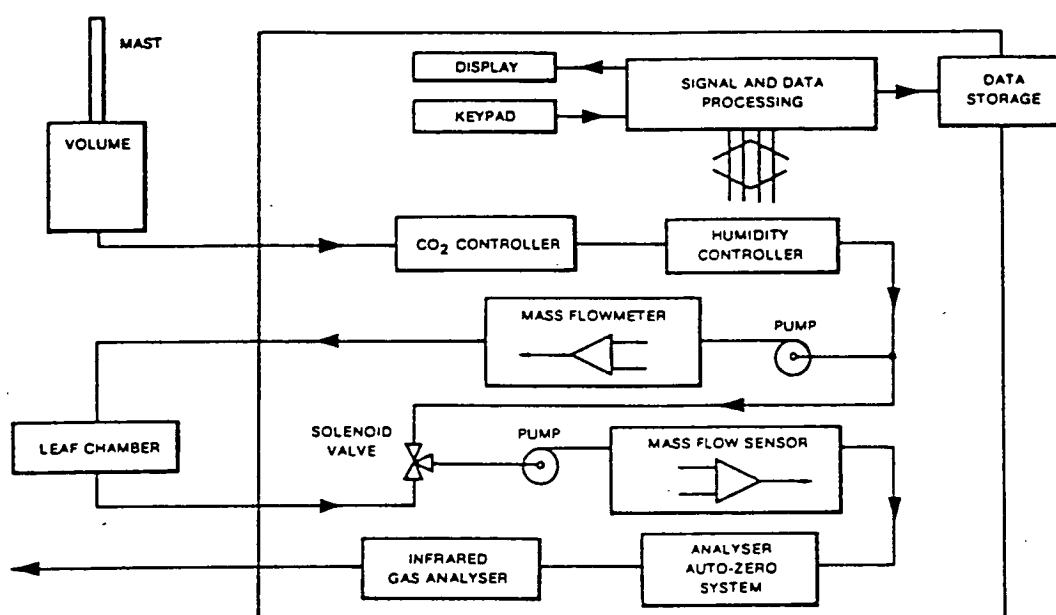 MAST
VOLUME
DISPLAY
KEYPAD
SIGNAL AND DATA
PROCESSING
DATA
STORAGE
CO₂ CONTROLLER
HUMIDITY
CONTROLLER
MASS FLOWMETER
PUMP
LEAF CHAMBER
SOLENOID
VALVE
PUMP
MASS FLOW SENSOR
INFRARED
GAS ANALYSER
ANALYSER
AUTO-ZERO
SYSTEM